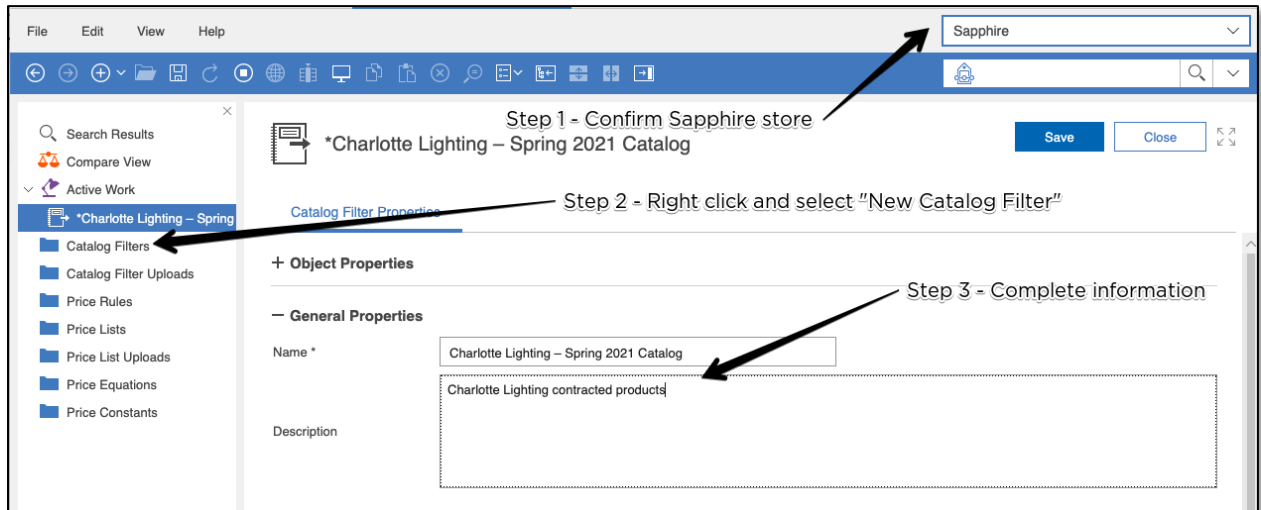 File Edit View Help
Sapphire
Step 1 - Confirm Sapphire store
Search Results
Compare View
Active Work
*Charlotte Lighting – Spring
Catalog Filters
Catalog Filter Uploads
Price Rules
Price Lists
Price List Uploads
Price Equations
Price Constants
*Charlotte Lighting – Spring 2021 Catalog
Save Close
Step 2 - Right click and select "New Catalog Filter"
Catalog Filter Properties
Object Properties
Step 3 - Complete information
General Properties
Name * Charlotte Lighting – Spring 2021 Catalog
Charlotte Lighting contracted products
Description